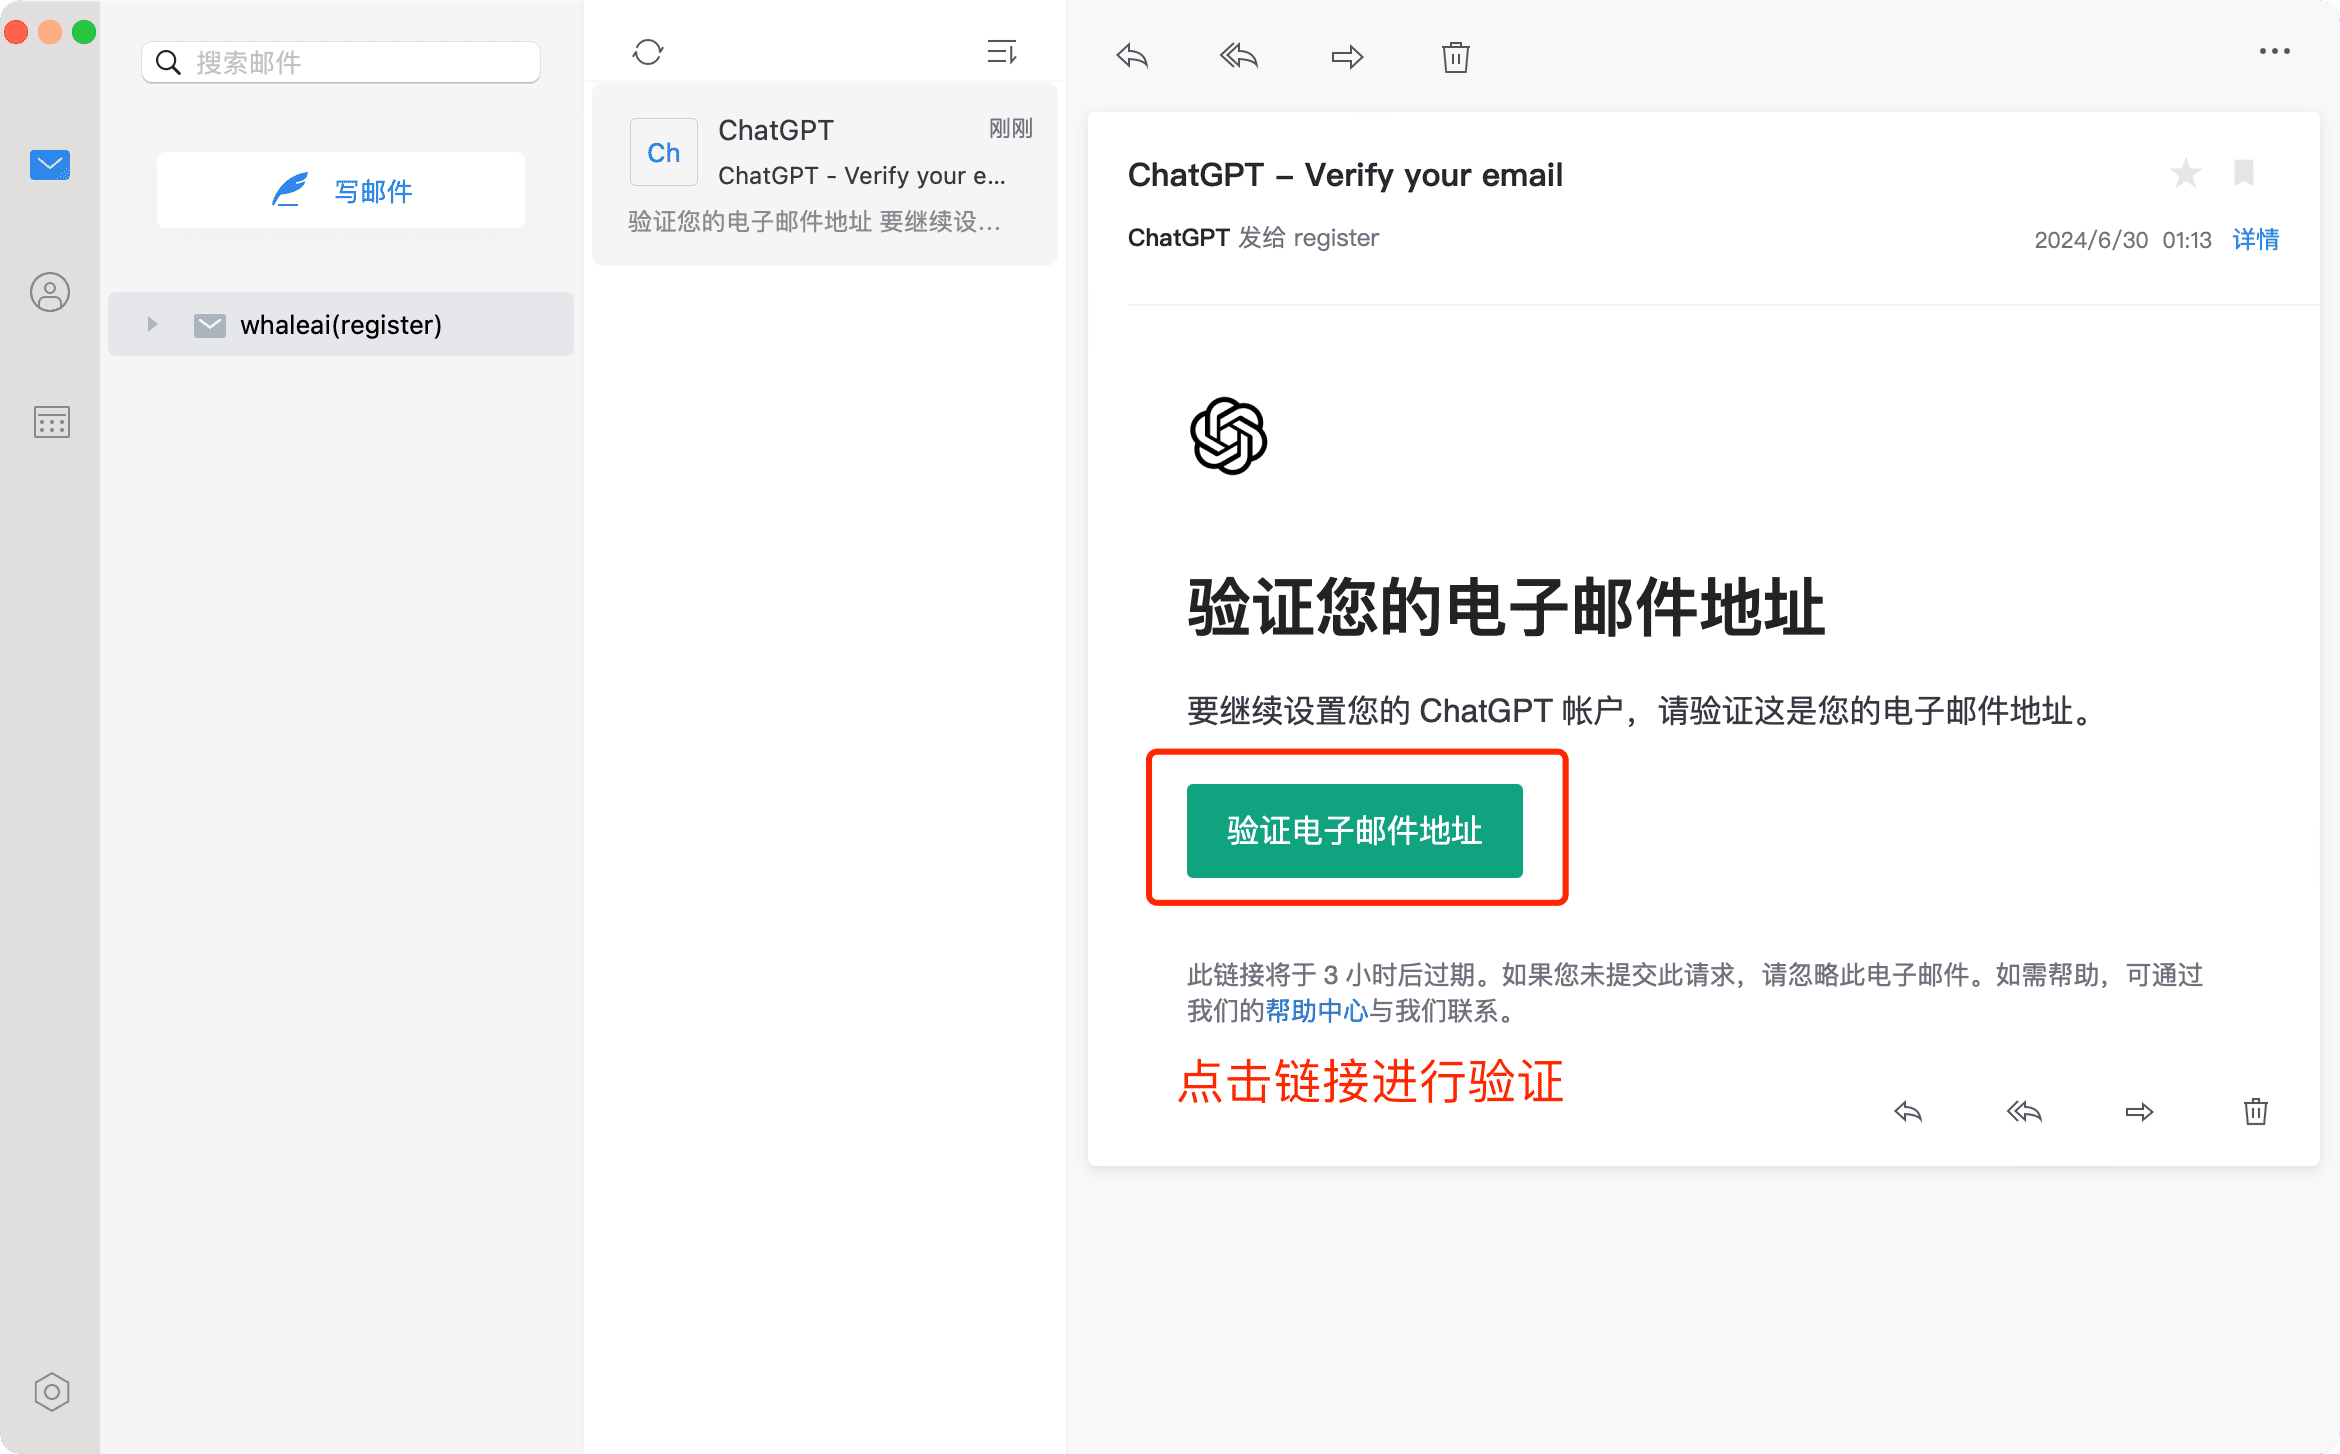 搜索邮件
写邮件
whaleai(register)
Ch
ChatGPT
刚刚
ChatGPT - Verify your e...
验证您的电子邮件地址 要继续设...
ChatGPT – Verify your email
ChatGPT 发给 register
2024/6/30 01:13 详情
验证您的电子邮件地址
要继续设置您的 ChatGPT 帐户，请验证这是您的电子邮件地址。
验证电子邮件地址
此链接将于 3 小时后过期。如果您未提交此请求，请忽略此电子邮件。如需帮助，可通过
我们的帮助中心与我们联系。
点击链接进行验证